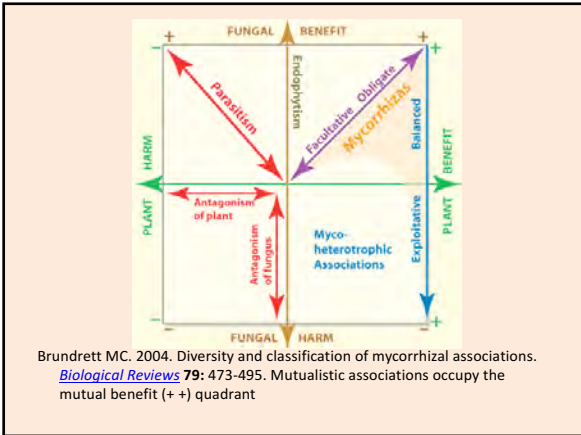 FUNGAL BENEFIT
+ +
− +
Endophytism
Parasitism
Facultative Obligate
Mycorrhizas
Balanced
HARM
BENEFIT
PLANT
PLANT
Antagonism
of plant
Antagonism
of fungus
Myco-
heterotrophic
Associations
Exploitative
− +
− −
FUNGAL HARM
Brundrett MC. 2004. Diversity and classification of mycorrhizal associations.
Biological Reviews 79: 473-495. Mutualistic associations occupy the
mutual benefit (+ +) quadrant